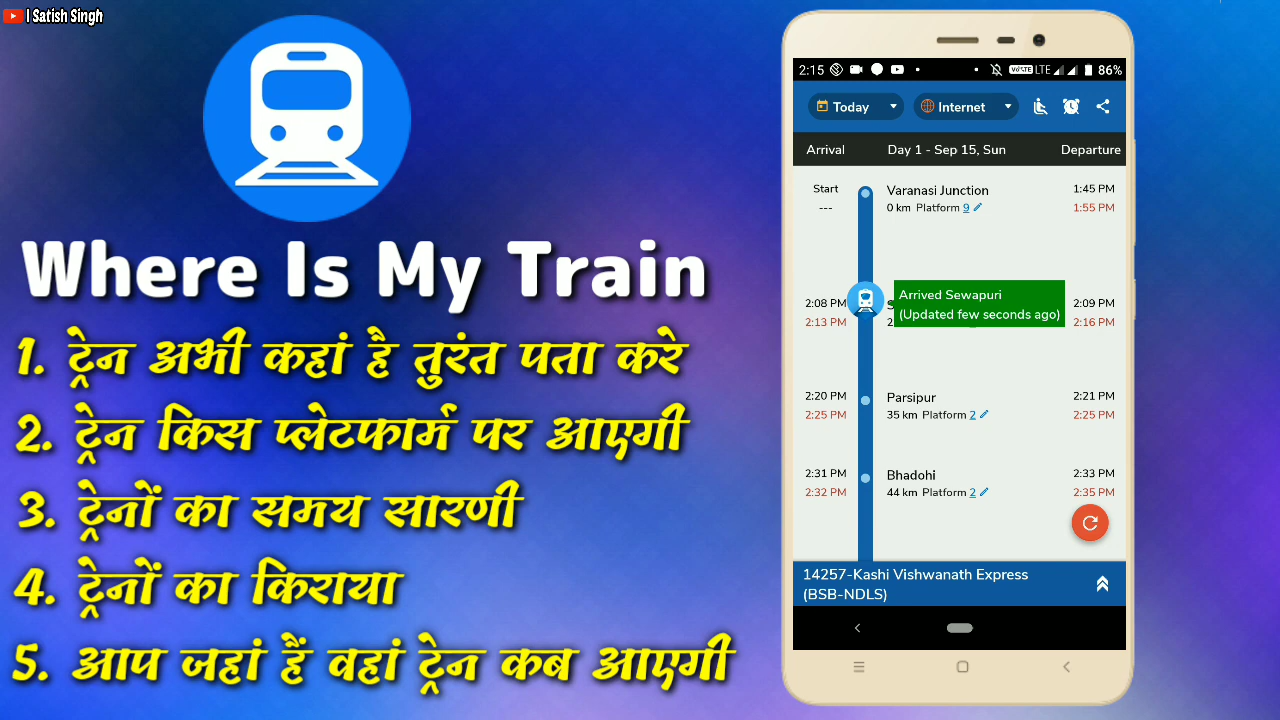 I Satish Singh
Where Is My Train
1. ट्रेन अभी कहां है तुरंत पता करे
2. ट्रेन किस प्लेटफार्म पर आएगी
3. ट्रेनों का समय सारणी
4. ट्रेनों का किराया
5. आप जहां हैं वहां ट्रेन कब आएगी
2:15 VoLTE LTE 86%
Today Internet
Arrival Day 1 - Sep 15, Sun Departure
Start Varanasi Junction 1:45 PM
--- 0 km Platform 9 1:55 PM
2:08 PM Arrived Sewapuri 2:09 PM
2:13 PM (Updated few seconds ago) 2:16 PM
2:20 PM Parsipur 2:21 PM
2:25 PM 35 km Platform 2 2:25 PM
2:31 PM Bhadohi 2:33 PM
2:32 PM 44 km Platform 2 2:35 PM
14257-Kashi Vishwanath Express
(BSB-NDLS)